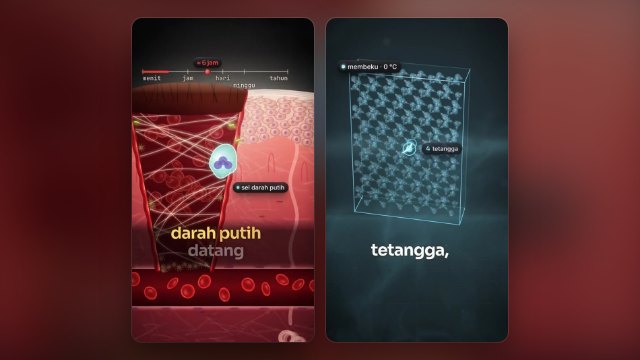 6 jam
menit jam hari minggu tahun
sel darah putih
darah putih
datang
membeku · 0 °C
4 tetangga
tetangga,